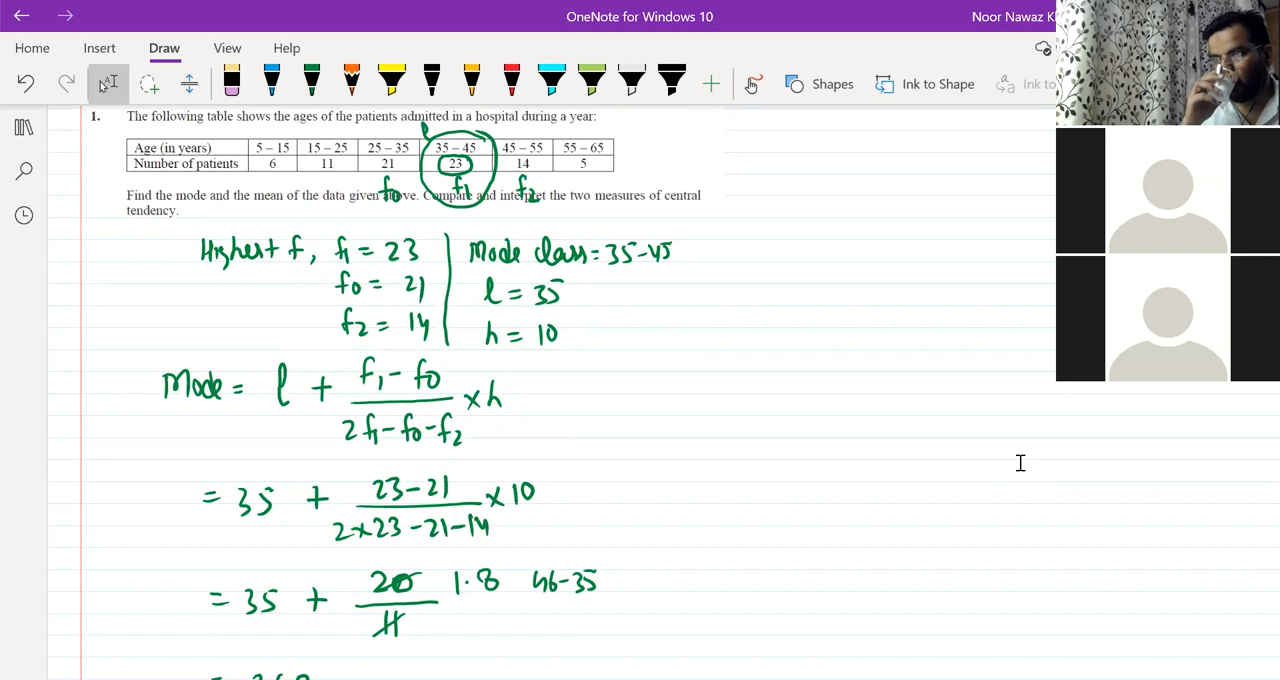 OneNote for Windows 10
Noor Nawaz K
Home Insert Draw View Help
Shapes Ink to Shape Ink to
1. The following table shows the ages of the patients admitted in a hospital during a year:
l
Age (in years) 5 – 15 15 – 25 25 – 35 35 – 45 45 – 55 55 – 65
Number of patients 6 11 21 23 14 5
f0 f1 f2
Find the mode and the mean of the data given above. Compare and interpret the two measures of central
tendency.
Highest f, f1 = 23 Mode class = 35-45
f0 = 21 l = 35
f2 = 14 h = 10
Mode = l + f1 - f0 / 2f1 - f0 - f2 × h
= 35 + 23-21 / 2×23-21-14 × 10
= 35 + 20 / 11 1.8 46-35